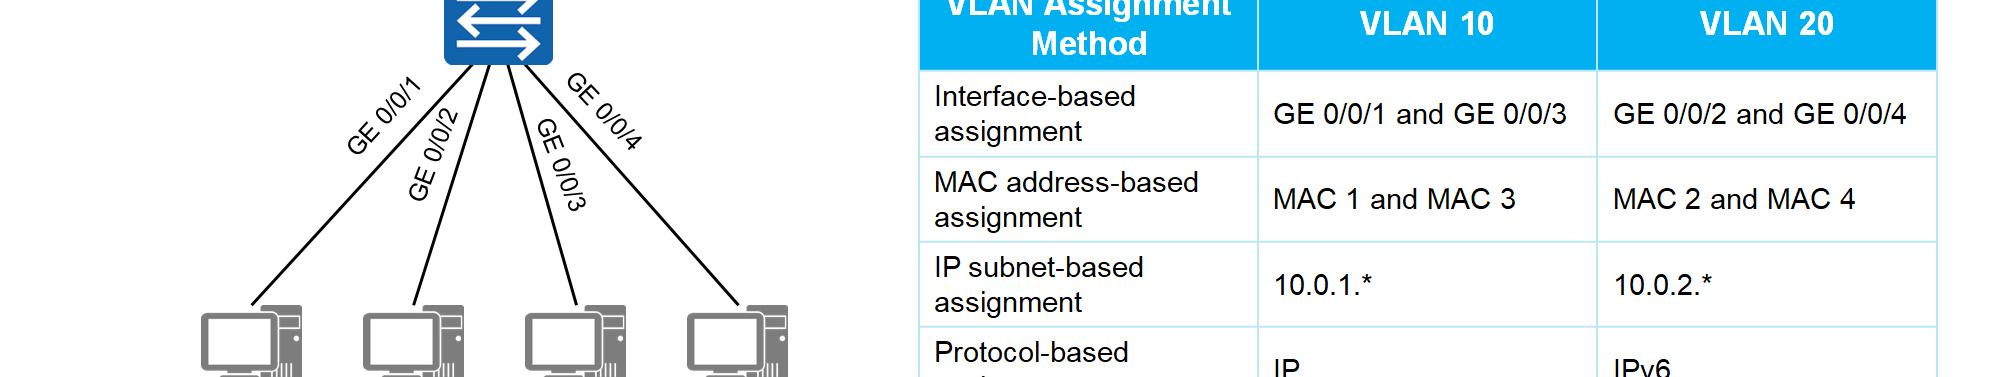 GE 0/0/1
GE 0/0/2
GE 0/0/3
GE 0/0/4
VLAN Assignment
Method
VLAN 10
VLAN 20
Interface-based
assignment
GE 0/0/1 and GE 0/0/3
GE 0/0/2 and GE 0/0/4
MAC address-based
assignment
MAC 1 and MAC 3
MAC 2 and MAC 4
IP subnet-based
assignment
10.0.1.*
10.0.2.*
Protocol-based
IP
IPv6